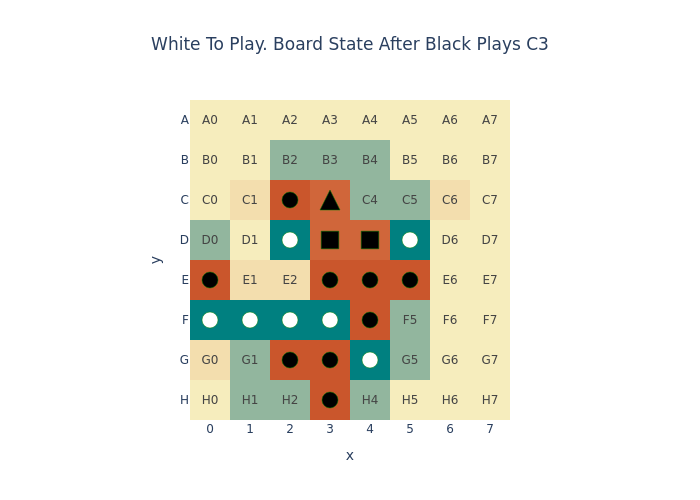 White To Play. Board State After Black Plays C3
A A0 A1 A2 A3 A4 A5 A6 A7
B B0 B1 B2 B3 B4 B5 B6 B7
C C0 C1 C4 C5 C6 C7
D D0 D1 D6 D7
E E1 E2 E6 E7
F F5 F6 F7
G G0 G1 G5 G6 G7
H H0 H1 H2 H4 H5 H6 H7
0 1 2 3 4 5 6 7
x
y